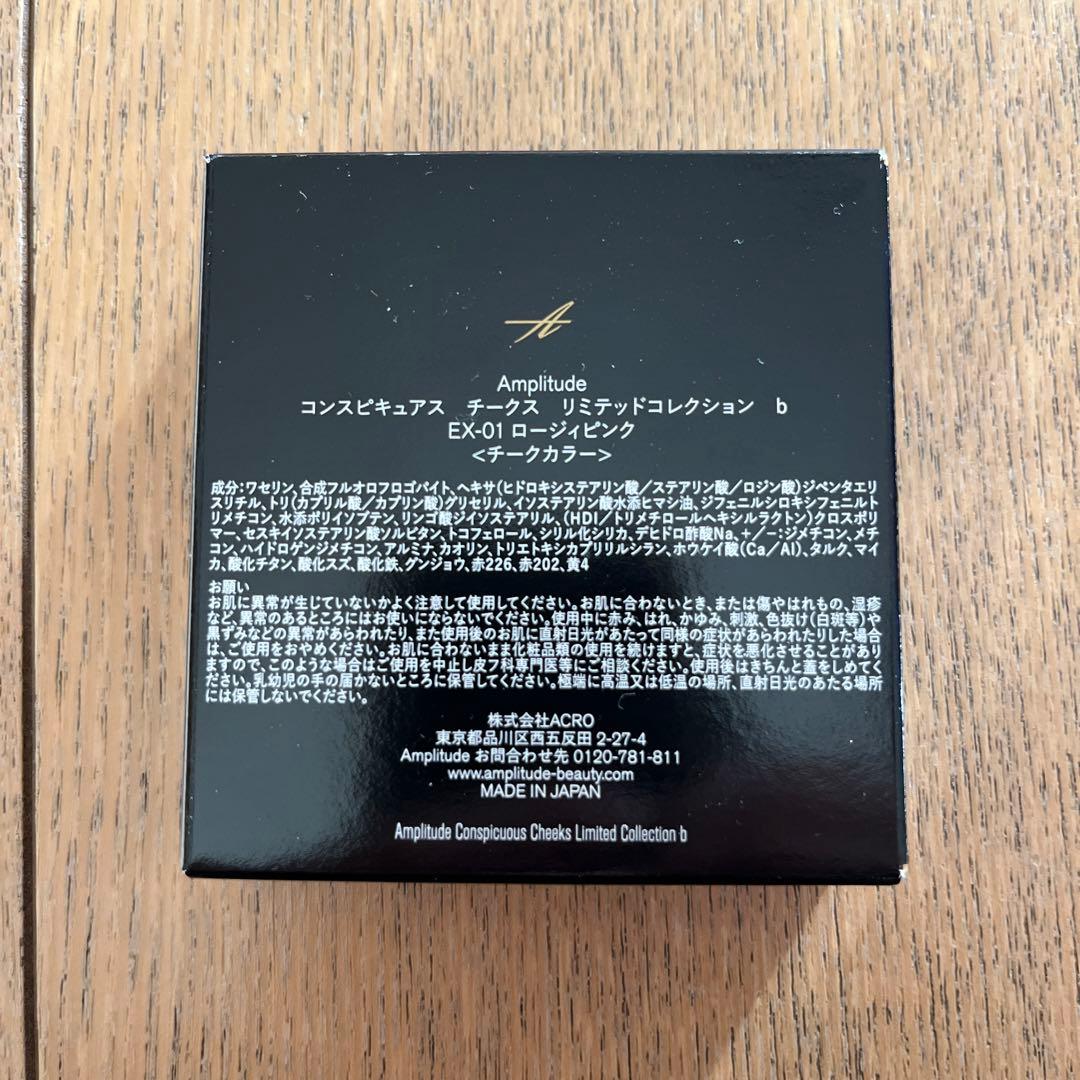 A
Amplitude
コンスピキュアス　チークス　リミテッドコレクション　b
EX-01 ロージィピンク
<チークカラー>
成分:ワセリン、合成フルオロフロゴパイト、ヘキサ(ヒドロキシステアリン酸/ステアリン酸/ロジン酸)ジペンタエリ
スリチル、トリ(カプリル酸/カプリン酸)グリセリル、イソステアリン酸水添ヒマシ油、ジフェニルシロキシフェニルト
リメチコン、水添ポリイソブテン、リンゴ酸ジイソステアリル、(HDI/トリメチロールヘキシルラクトン)クロスポリ
マー、セスキイソステアリン酸ソルビタン、トコフェロール、シリル化シリカ、デヒドロ酢酸Na、+/-:ジメチコン、メチ
コン、ハイドロゲンジメチコン、アルミナ、カオリン、トリエトキシカプリリルシラン、ホウケイ酸(Ca/Al)、タルク、マイ
カ、酸化チタン、酸化スズ、酸化鉄、グンジョウ、赤226、赤202、黄4
お願い
お肌に異常が生じていないかよく注意して使用してください。お肌に合わないとき、または傷やはれもの、湿疹
など、異常のあるところにはお使いにならないでください。使用中に赤み、はれ、かゆみ、刺激、色抜け(白斑等)や
黒ずみなどの異常があらわれたり、また使用後のお肌に直射日光があたって同様の症状があらわれたりした場合
は、ご使用をおやめください。お肌に合わないまま化粧品類の使用を続けますと、症状を悪化させることがあり
ますので、このような場合はご使用を中止し皮フ科専門医等にご相談ください。使用後はきちんと蓋をしめてく
ださい。乳幼児の手の届かないところに保管してください。極端に高温又は低温の場所、直射日光のあたる場所
には保管しないでください。
株式会社ACRO
東京都品川区西五反田 2-27-4
Amplitude お問合わせ先 0120-781-811
www.amplitude-beauty.com
MADE IN JAPAN
Amplitude Conspicuous Cheeks Limited Collection b